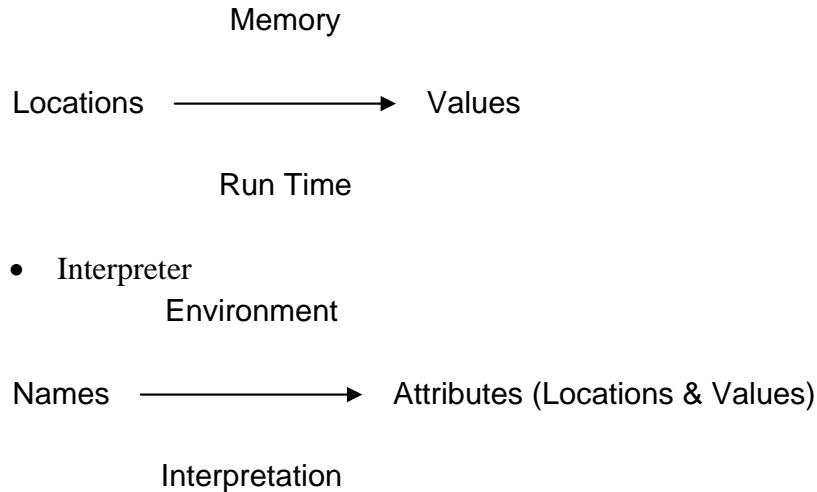 Memory
Locations Values
Run Time
• Interpreter
Environment
Names Attributes (Locations & Values)
Interpretation